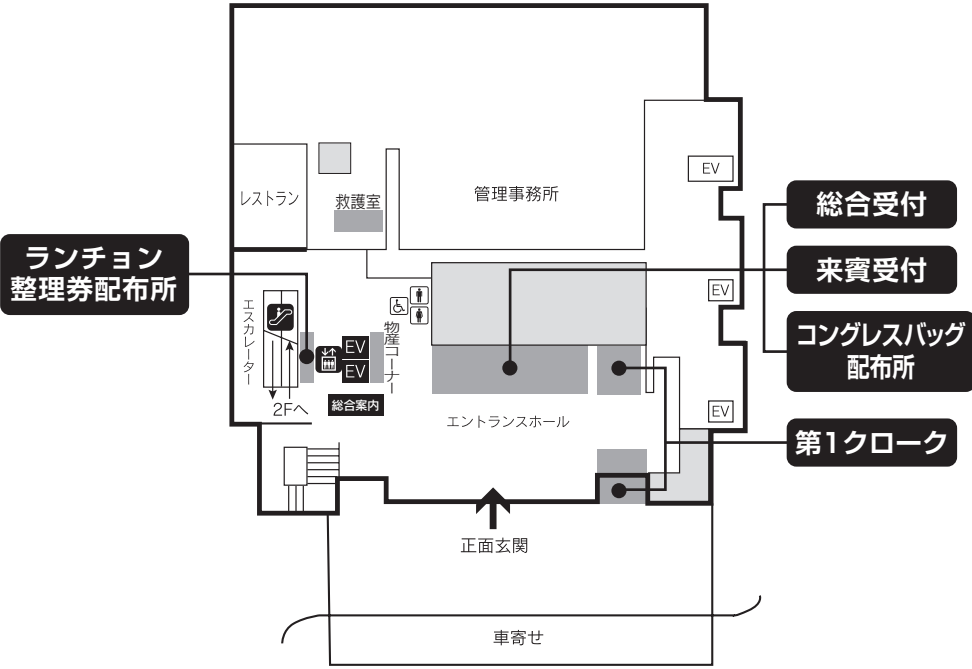 EV
レストラン
救護室
管理事務所
総合受付
ランチョン
整理券配布所
来賓受付
エスカレーター
EV
EV
EV
物産コーナー
コングレスバッグ
配布所
2Fへ
総合案内
エントランスホール
EV
第1クローク
正面玄関
車寄せ